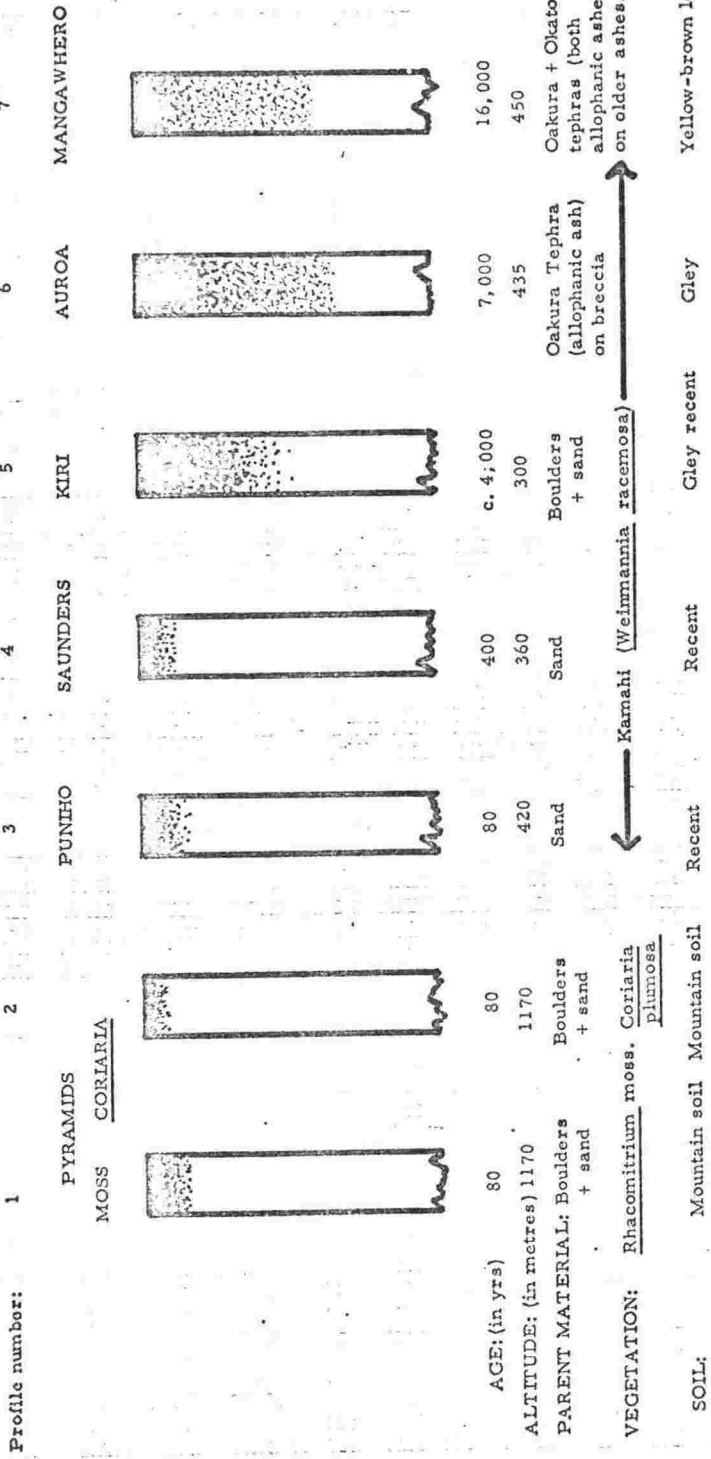 Profile number: 1 2 3 4 5 6 7
PYRAMIDS PUNIHO SAUNDERS KIRI AUROA MANGAWHERO
MOSS CORIARIA
AGE: (in yrs) 80 80 80 400 c. 4;000 7,000 16,000
ALTITUDE: (in metres) 1170 1170 420 360 300 435 450
PARENT MATERIAL: Boulders Boulders Sand Sand Boulders Oakura Tephra Oakura + Okato
+ sand + sand + sand (allophanic ash) tephras (both
on breccia allophanic ashe
on older ashes.
VEGETATION: Rhacomitrium moss. Coriaria Kamahi (Weinmannia racemosa)
plumosa
SOIL: Mountain soil Mountain soil Recent Recent Gley recent Gley Yellow-brown l